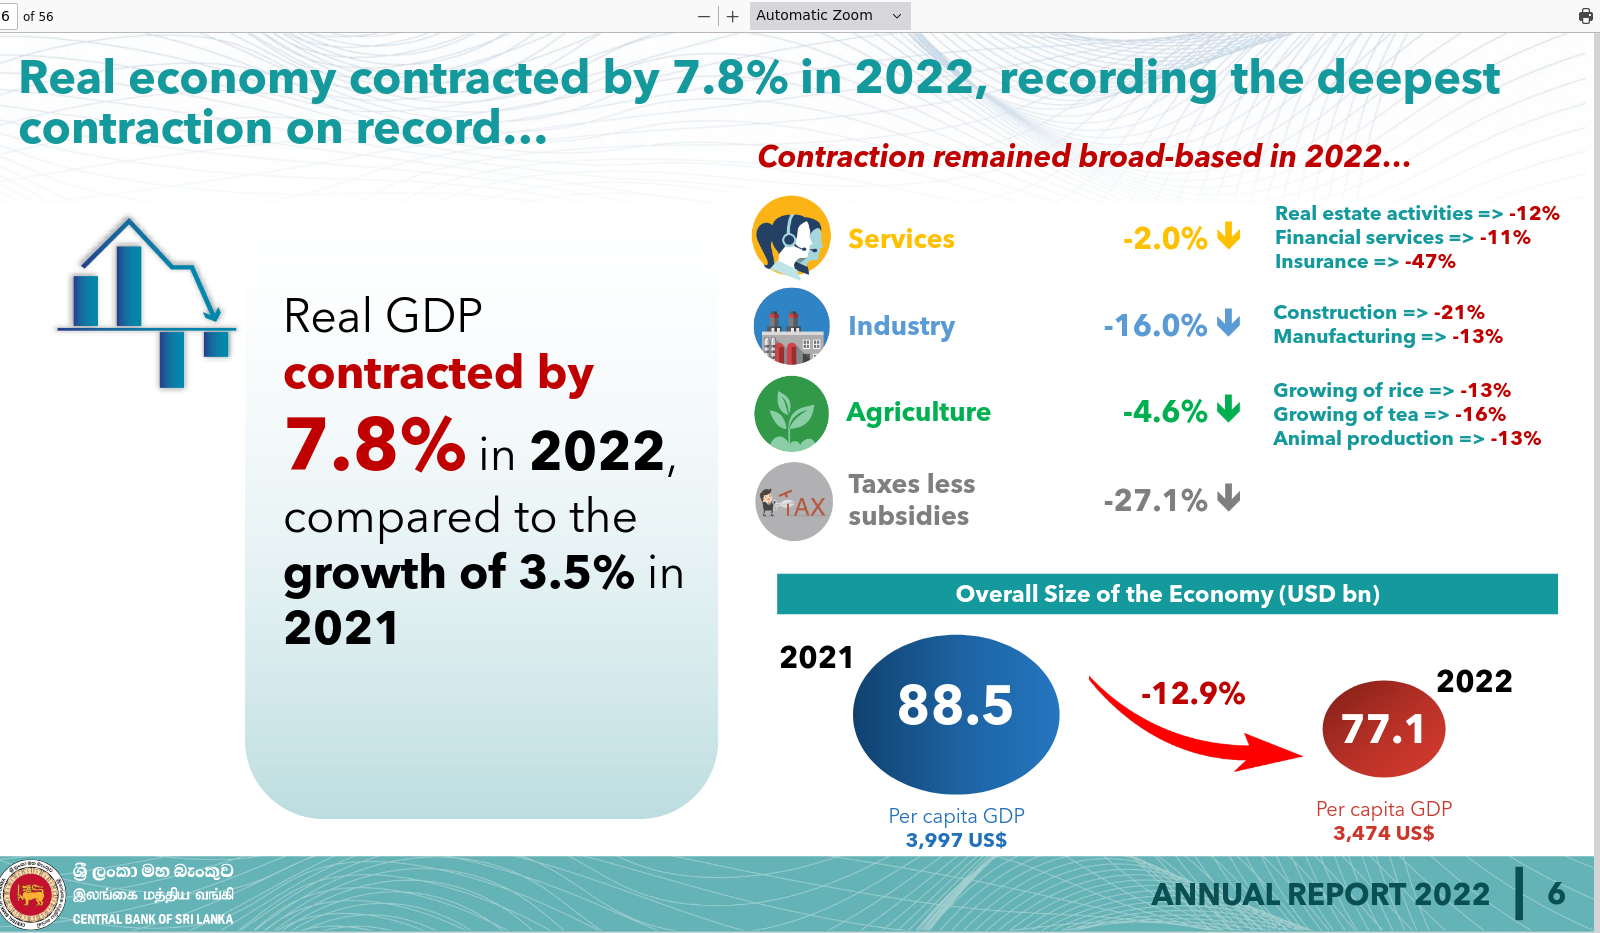 6 of 56
Automatic Zoom
Real economy contracted by 7.8% in 2022, recording the deepest
contraction on record...
Contraction remained broad-based in 2022...
Real GDP
contracted by
7.8% in 2022,
compared to the
growth of 3.5% in
2021
Services -2.0%
Real estate activities => -12%
Financial services => -11%
Insurance => -47%
Industry -16.0%
Construction => -21%
Manufacturing => -13%
Agriculture -4.6%
Growing of rice => -13%
Growing of tea => -16%
Animal production => -13%
TAX
Taxes less
subsidies
-27.1%
Overall Size of the Economy (USD bn)
2021
88.5
-12.9%
2022
77.1
Per capita GDP
3,997 US$
Per capita GDP
3,474 US$
ශ්‍රී ලංකා මහ බැංකුව
இலங்கை மத்திய வங்கி
CENTRAL BANK OF SRI LANKA
ANNUAL REPORT 2022
6